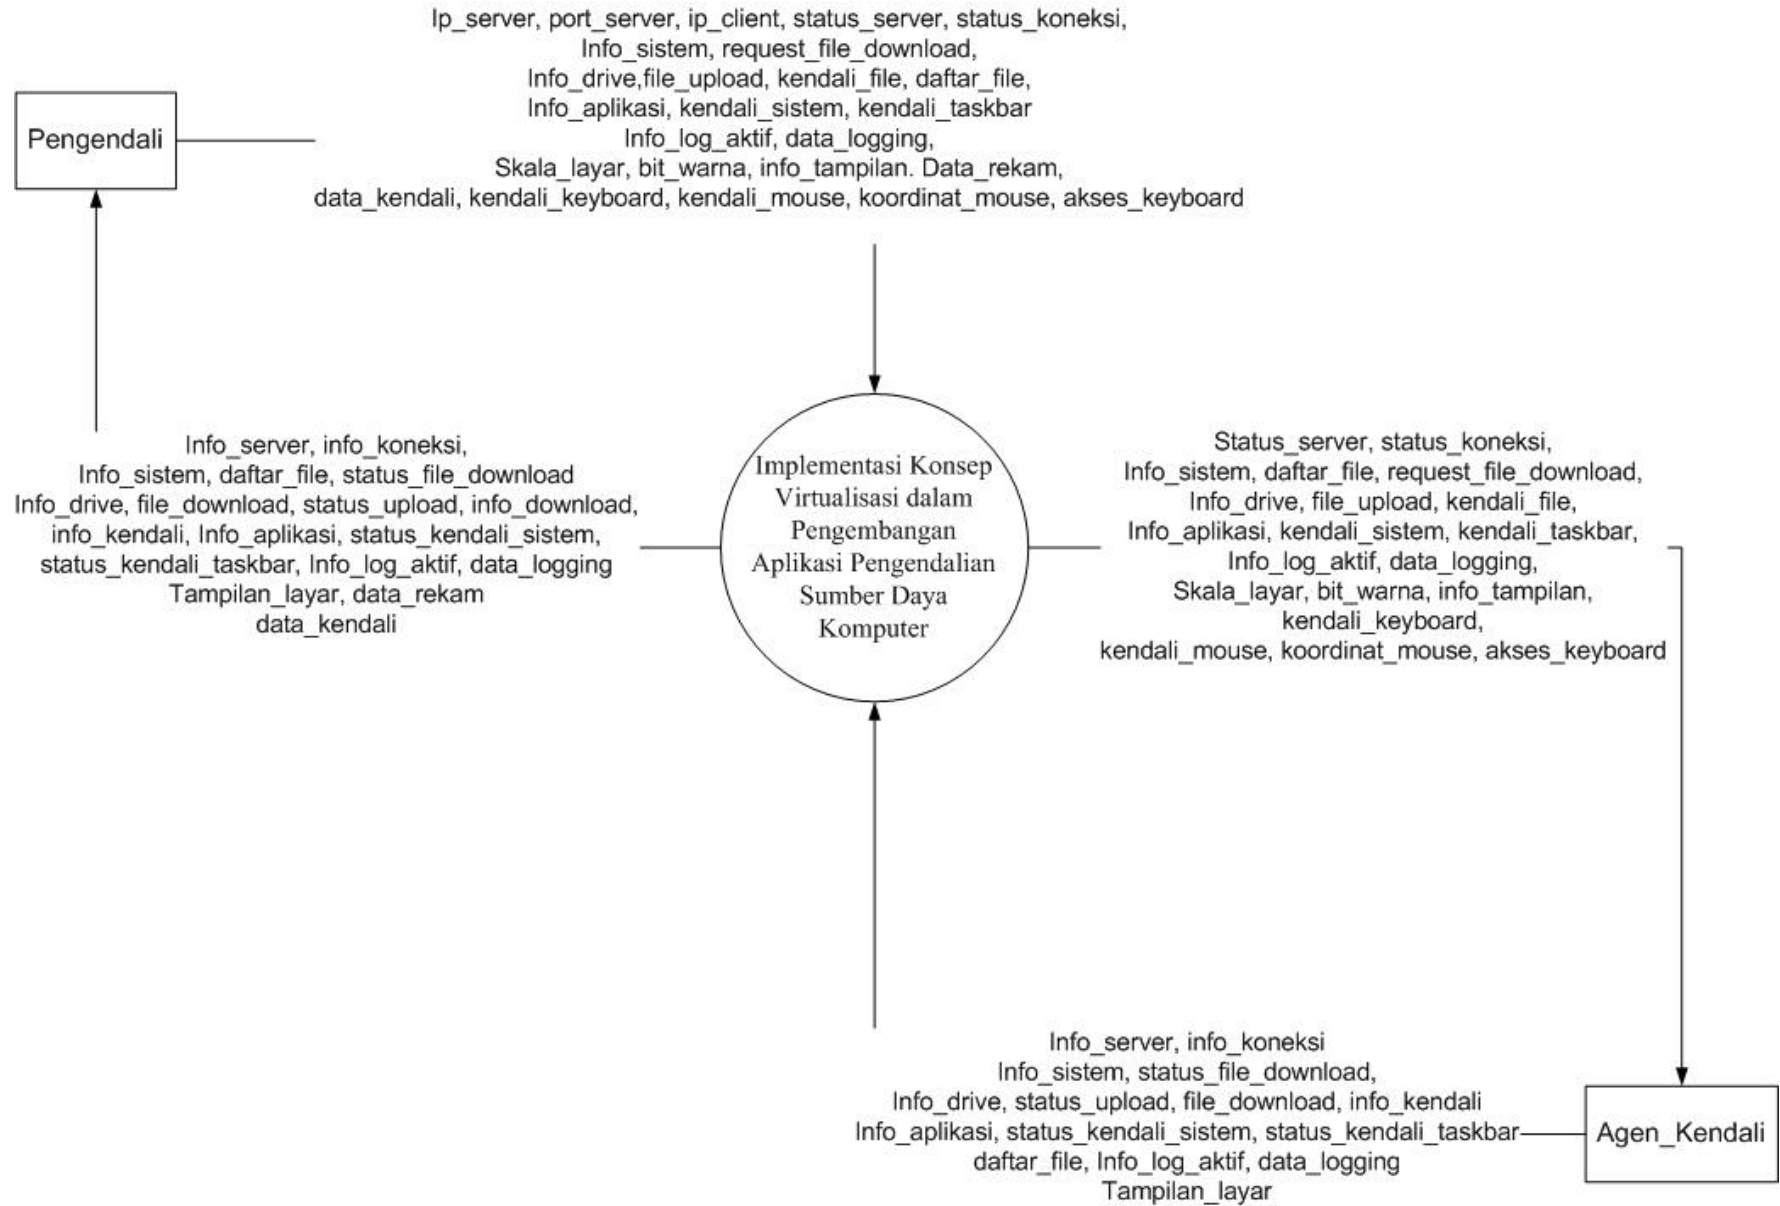 Ip_server, port_server, ip_client, status_server, status_koneksi,
Info_sistem, request_file_download,
Info_drive,file_upload, kendali_file, daftar_file,
Info_aplikasi, kendali_sistem, kendali_taskbar
Info_log_aktif, data_logging,
Skala_layar, bit_warna, info_tampilan. Data_rekam,
data_kendali, kendali_keyboard, kendali_mouse, koordinat_mouse, akses_keyboard
Pengendali
Info_server, info_koneksi,
Info_sistem, daftar_file, status_file_download
Info_drive, file_download, status_upload, info_download,
info_kendali, Info_aplikasi, status_kendali_sistem,
status_kendali_taskbar, Info_log_aktif, data_logging
Tampilan_layar, data_rekam
data_kendali
Implementasi Konsep
Virtualisasi dalam
Pengembangan
Aplikasi Pengendalian
Sumber Daya
Komputer
Status_server, status_koneksi,
Info_sistem, daftar_file, request_file_download,
Info_drive, file_upload, kendali_file,
Info_aplikasi, kendali_sistem, kendali_taskbar,
Info_log_aktif, data_logging,
Skala_layar, bit_warna, info_tampilan,
kendali_keyboard,
kendali_mouse, koordinat_mouse, akses_keyboard
Info_server, info_koneksi
Info_sistem, status_file_download,
Info_drive, status_upload, file_download, info_kendali
Info_aplikasi, status_kendali_sistem, status_kendali_taskbar
daftar_file, Info_log_aktif, data_logging
Tampilan_layar
Agen_Kendali